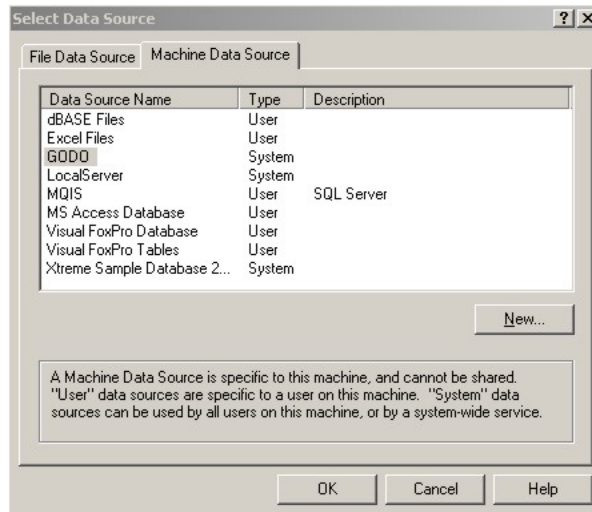 Select Data Source
File Data Source Machine Data Source
Data Source Name Type Description
dBASE Files User
Excel Files User
GODO System
LocalServer System
MQIS User SQL Server
MS Access Database User
Visual FoxPro Database User
Visual FoxPro Tables User
Xtreme Sample Database 2... System
New...
A Machine Data Source is specific to this machine, and cannot be shared.
"User" data sources are specific to a user on this machine. "System" data
sources can be used by all users on this machine, or by a system-wide service.
OK Cancel Help